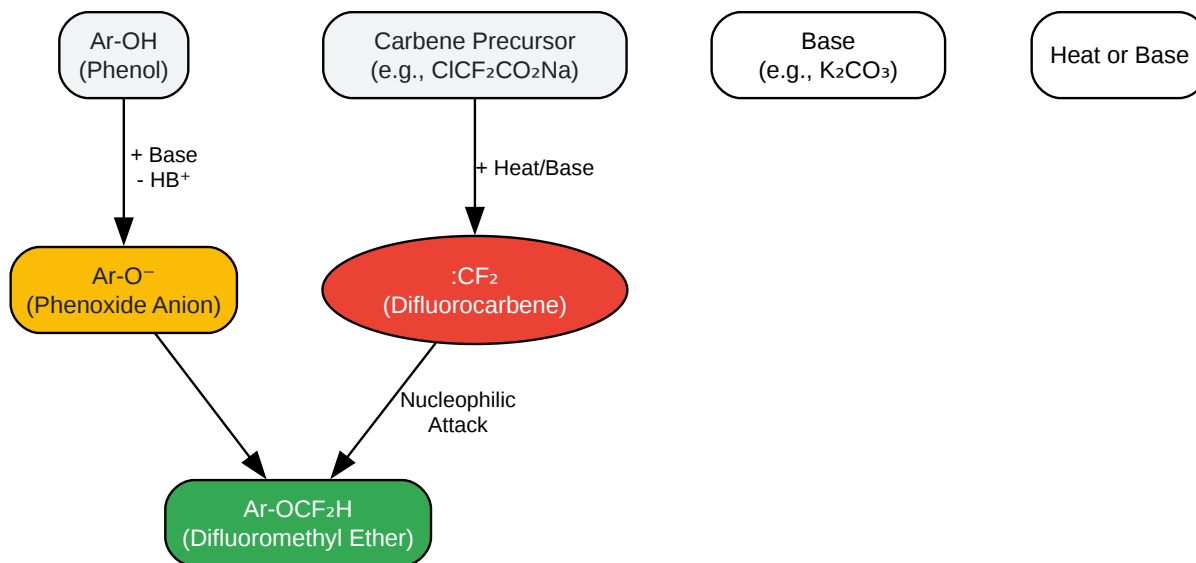 Ar-OH
(Phenol)
Carbene Precursor
(e.g., ClCF₂CO₂Na)
Base
(e.g., K₂CO₃)
Heat or Base
+ Base
- HB⁺
+ Heat/Base
Ar-O⁻
(Phenoxide Anion)
:CF₂
(Difluorocarbene)
Nucleophilic
Attack
Ar-OCF₂H
(Difluoromethyl Ether)